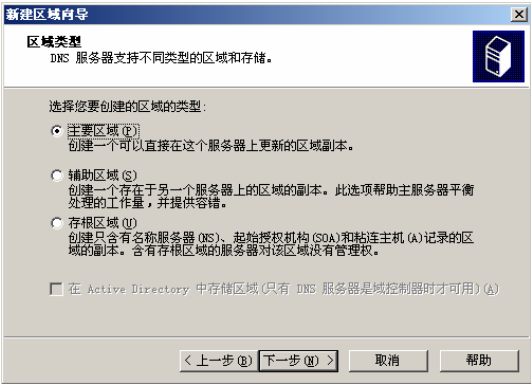 新建区域向导
区域类型
DNS 服务器支持不同类型的区域和存储。
选择您要创建的区域的类型:
主要区域(P)
创建一个可以直接在这个服务器上更新的区域副本。
辅助区域(S)
创建一个存在于另一个服务器上的区域的副本。此选项帮助主服务器平衡
处理的工作量，并提供容错。
存根区域(U)
创建只含有名称服务器(NS)、起始授权机构(SOA)和粘连主机(A)记录的区
域的副本。含有存根区域的服务器对该区域没有管理权。
在 Active Directory 中存储区域(只有 DNS 服务器是域控制器时才可用)(A)
< 上一步(B) 下一步(N) > 取消 帮助